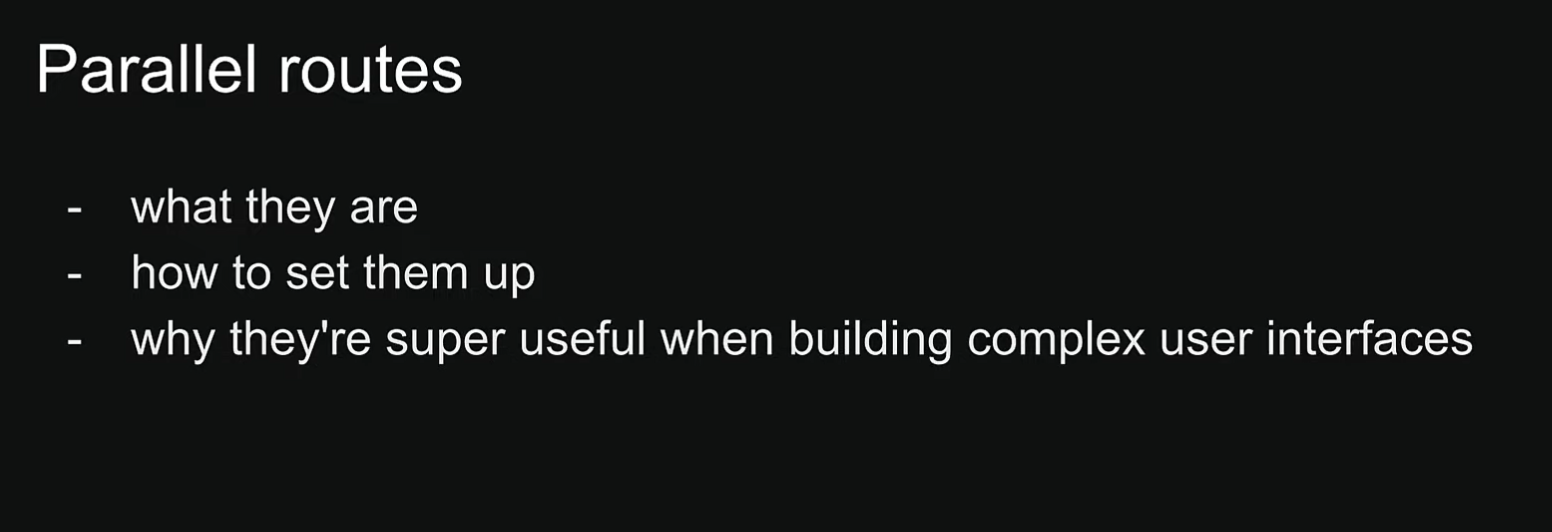 Parallel routes
- what they are
- how to set them up
- why they're super useful when building complex user interfaces